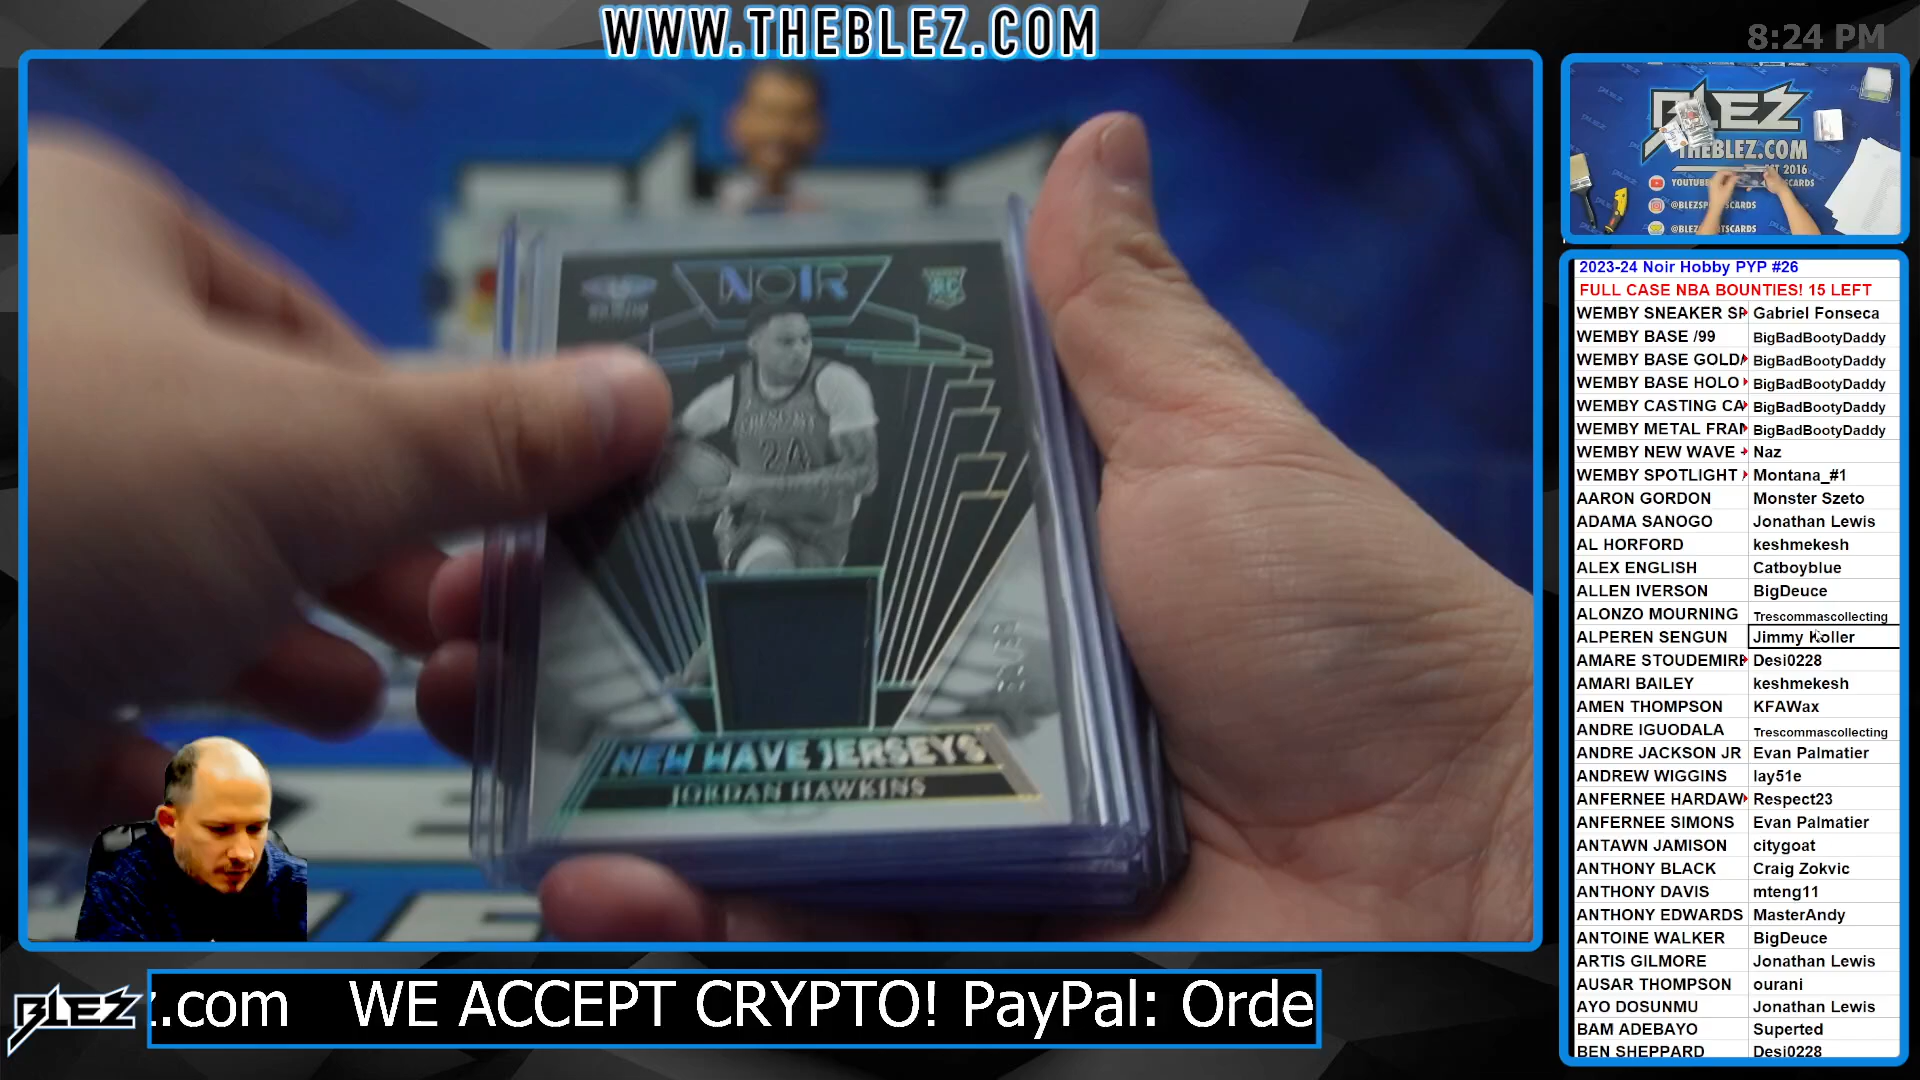 WWW.THEBLEZ.COM
8:24 PM
NOIR
RC
24
NEW WAVE JERSEYS
JORDAN HAWKINS
BLEZ
THEBLEZ.COM
2023-24 Noir Hobby PYP #26
FULL CASE NBA BOUNTIES! 15 LEFT
WEMBY SNEAKER SP Gabriel Fonseca
WEMBY BASE /99 BigBadBootyDaddy
WEMBY BASE GOLD/ BigBadBootyDaddy
WEMBY BASE HOLO BigBadBootyDaddy
WEMBY CASTING CA BigBadBootyDaddy
WEMBY METAL FRAM BigBadBootyDaddy
WEMBY NEW WAVE Naz
WEMBY SPOTLIGHT Montana_#1
AARON GORDON Monster Szeto
ADAMA SANOGO Jonathan Lewis
AL HORFORD keshmekesh
ALEX ENGLISH Catboyblue
ALLEN IVERSON BigDeuce
ALONZO MOURNING Trescommascollecting
ALPEREN SENGUN Jimmy Koller
AMARE STOUDEMIRE Desi0228
AMARI BAILEY keshmekesh
AMEN THOMPSON KFAWax
ANDRE IGUODALA Trescommascollecting
ANDRE JACKSON JR Evan Palmatier
ANDREW WIGGINS lay51e
ANFERNEE HARDAW Respect23
ANFERNEE SIMONS Evan Palmatier
ANTAWN JAMISON citygoat
ANTHONY BLACK Craig Zokvic
ANTHONY DAVIS mteng11
ANTHONY EDWARDS MasterAndy
ANTOINE WALKER BigDeuce
ARTIS GILMORE Jonathan Lewis
AUSAR THOMPSON ourani
AYO DOSUNMU Jonathan Lewis
BAM ADEBAYO Superted
BEN SHEPPARD Desi0228
BLEZ
z.com WE ACCEPT CRYPTO! PayPal: Orde